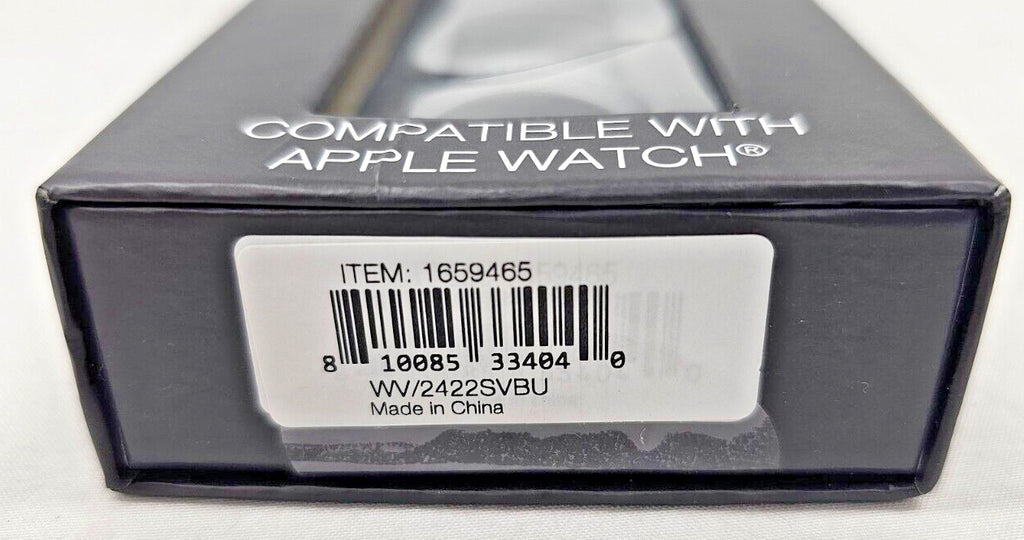 COMPATIBLE WITH
APPLE WATCH®
ITEM: 1659465
8 10085 33404 0
WV/2422SVBU
Made in China